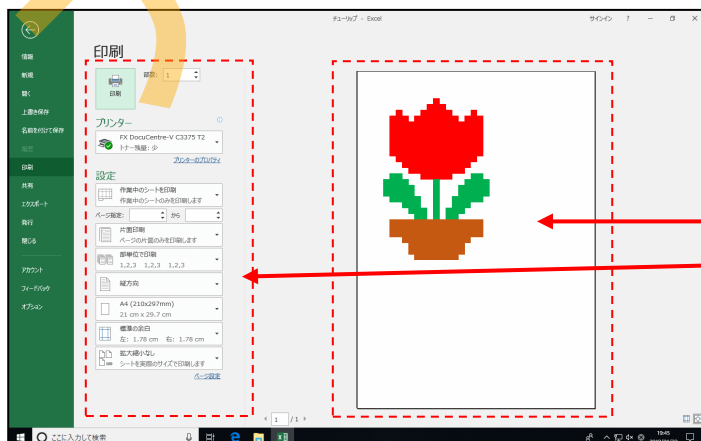 チューリップ - Excel
サインイン ? － ロ ×
情報
新規
開く
上書き保存
名前を付けて保存
履歴
印刷
共有
エクスポート
発行
閉じる
アカウント
フィードバック
オプション
印刷
部数: 1
印刷
プリンター
FX DocuCentre-V C3375 T2
トナー残量: 少
プリンターのプロパティ
設定
作業中のシートを印刷
作業中のシートのみを印刷します
ページ指定: から
片面印刷
ページの片面のみを印刷します
部単位で印刷
1,2,3 1,2,3 1,2,3
縦方向
A4 (210x297mm)
21 cm x 29.7 cm
標準の余白
左: 1.78 cm 右: 1.78 cm
拡大縮小なし
シートを実際のサイズで印刷します
ページ設定
1 / 1
ここに入力して検索
19:45